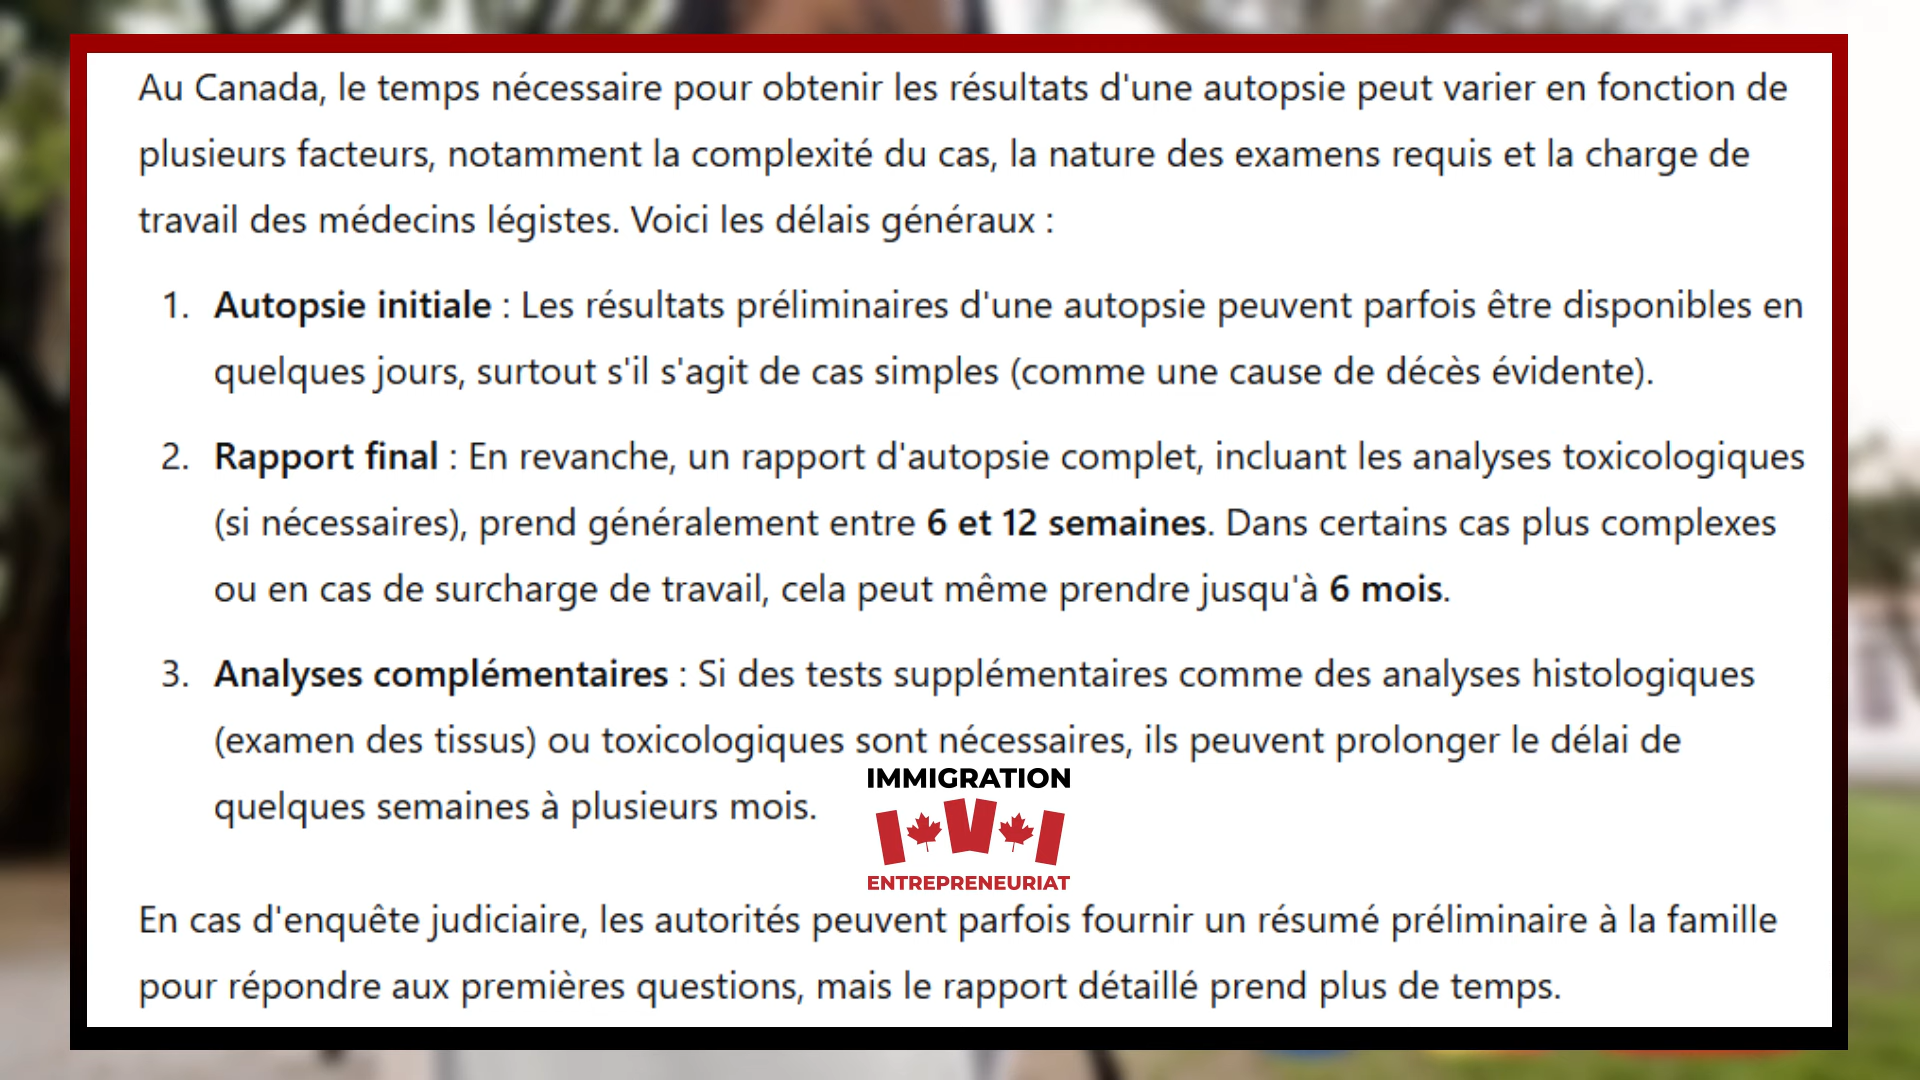 Au Canada, le temps nécessaire pour obtenir les résultats d'une autopsie peut varier en fonction de
plusieurs facteurs, notamment la complexité du cas, la nature des examens requis et la charge de
travail des médecins légistes. Voici les délais généraux :
1. Autopsie initiale : Les résultats préliminaires d'une autopsie peuvent parfois être disponibles en
quelques jours, surtout s'il s'agit de cas simples (comme une cause de décès évidente).
2. Rapport final : En revanche, un rapport d'autopsie complet, incluant les analyses toxicologiques
(si nécessaires), prend généralement entre 6 et 12 semaines. Dans certains cas plus complexes
ou en cas de surcharge de travail, cela peut même prendre jusqu'à 6 mois.
3. Analyses complémentaires : Si des tests supplémentaires comme des analyses histologiques
(examen des tissus) ou toxicologiques sont nécessaires, ils peuvent prolonger le délai de
quelques semaines à plusieurs mois.
IMMIGRATION
ENTREPRENEURIAT
En cas d'enquête judiciaire, les autorités peuvent parfois fournir un résumé préliminaire à la famille
pour répondre aux premières questions, mais le rapport détaillé prend plus de temps.